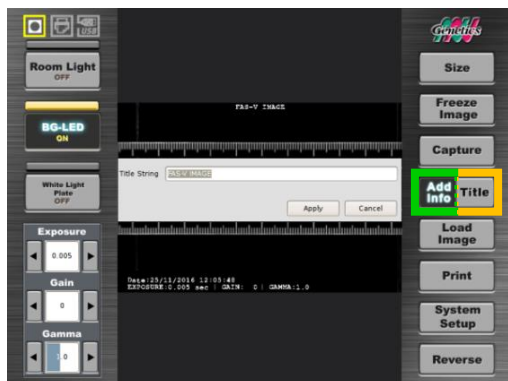 USB
Genetics
Room Light
OFF
BG-LED
ON
White Light
Plate
OFF
Exposure
0.005
Gain
0
Gamma
1.0
FAS-V IMAGE
Title String
FAS-V IMAGE
Apply
Cancel
Date:25/11/2016 12:03:48
EXPOSURE:0.005 sec | GAIN: 0 | GAMMA:1.0
Size
Freeze
Image
Capture
Add
Info
Title
Load
Image
Print
System
Setup
Reverse